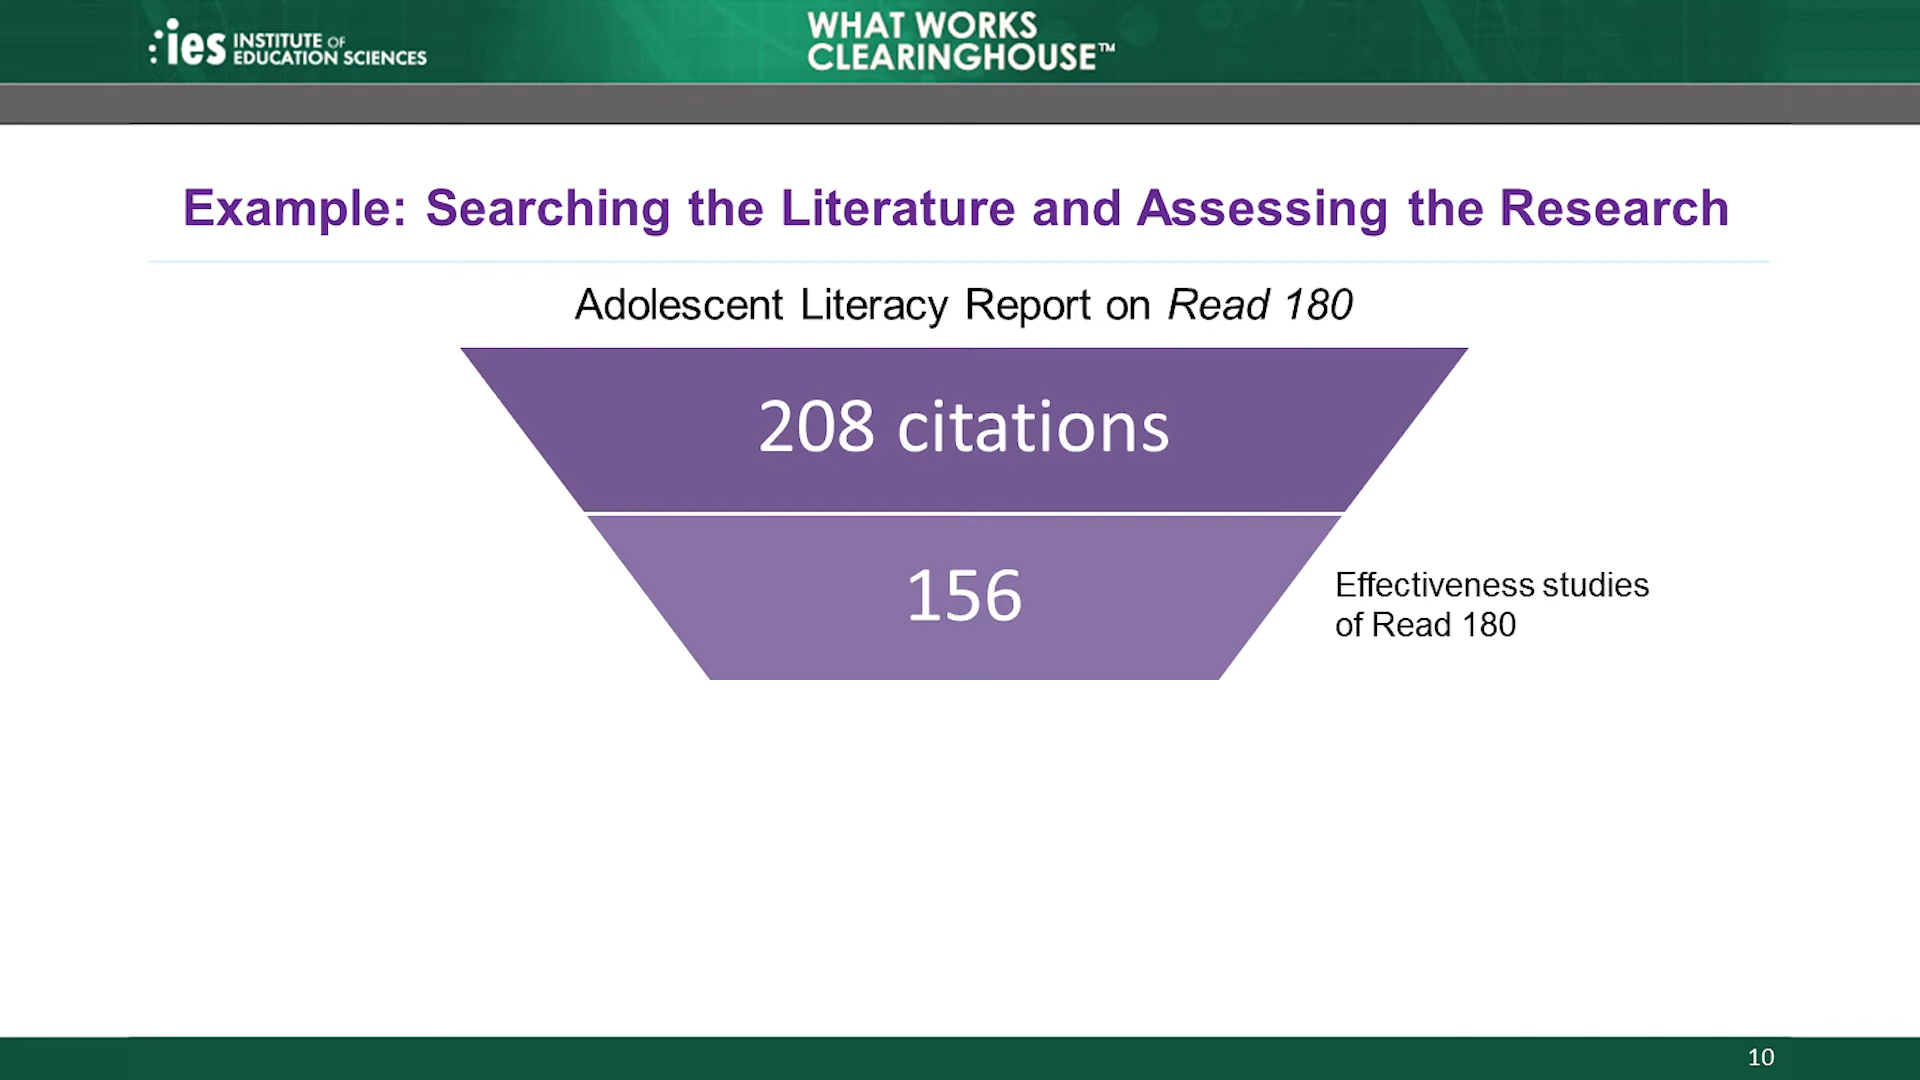 ies INSTITUTE OF
EDUCATION SCIENCES
WHAT WORKS
CLEARINGHOUSE™
Example: Searching the Literature and Assessing the Research
Adolescent Literacy Report on Read 180
208 citations
156
Effectiveness studies
of Read 180
10